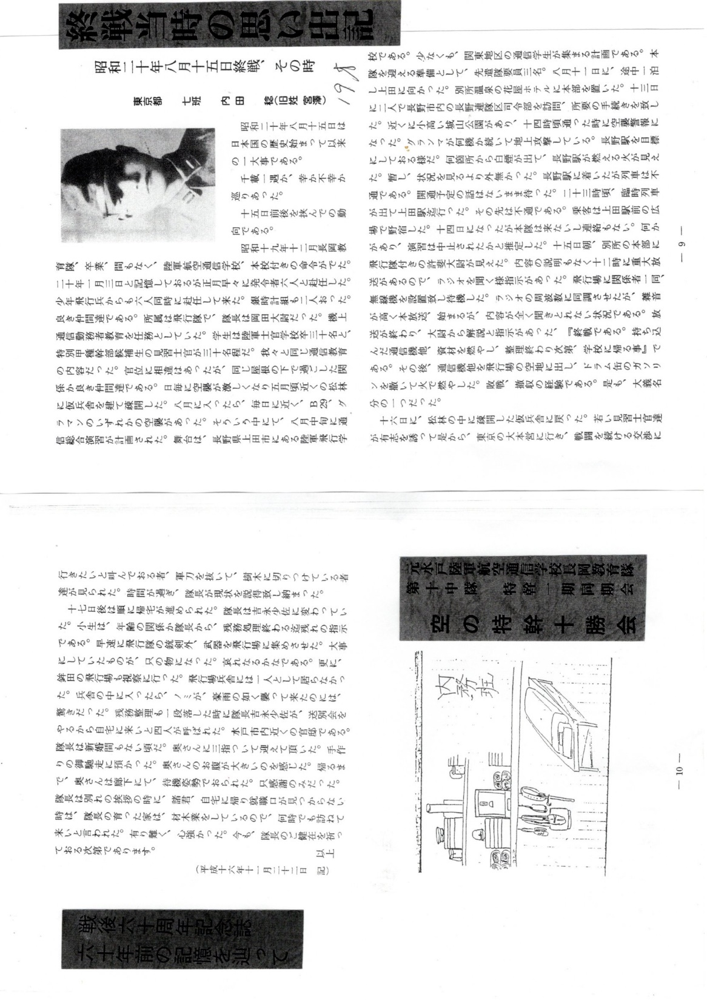 終戦当時の思い出記
昭和二十年八月十五日終戦、その時
東京都 七班 内田 稔(旧姓 宮澤)
昭和二十年八月十五日は
日本国の歴史始まって以来
の一大事である。
千載一遇か、幸か不幸か
巡りあった。
十五日前後を挟んでの動
向である。
昭和十九年十二月長岡教
育隊、卒業、間もなく、陸軍航空通信学校、本校付きの命令がでた。
二十年一月三日と記憶しておるが正月早々に発令者六人と赴任した。
少年飛行兵からも六人同時に赴任して来た。銀時計組も二人おった。
良き仲間達である。所属は飛行隊で、隊長は岡田大尉だった。機上
通信勤務者教育を任務としていた。学生は陸軍士官学校卒三十名と、
特別甲種幹部候補生の見習士官が三十名程だ。我々と同じ通信教育
の内容だった。官位に相違はあったが、同じ屋根の下で過ごした関
係か良き仲間達である。日毎に空襲が激しくなり五月頃近くの松林
に仮兵舎を建て疎開した。八月に入ったら、毎日に近く、B29、グ
ラマンのいずれかの空襲があった。そういう中にて、八月中旬に通
信総合演習が計画された。舞台は、長野県上田市にある陸軍飛行学
校である。少なくも、関東地区の通信学生が集まる計画である。本
隊を迎える準備として、先遣隊要員三名。八月十一日に、途中一泊
し上田に向かった。別所温泉の花屋ホテルに本部を置いた。十三日
に二人で長野市内の長野連隊区司令部を訪問、所要の手続きを致し
た。近くに小高い城山公園があり、十四時頃通った時に空襲警報に
なった。グランマが何機か続いて地上攻撃している。長野駅を目標
にしておる様だ。何箇所から白煙が出て、長野駅が燃える火が見え
た。暫し、状況を見るより外無かった。長野駅に着いたが列車は不
通である。開通予定の話はないまま待った。二十三時頃、臨時列車
が出て上田駅迄行った。その先は不通である。乗客は上田駅前の広
場で野宿した。十四日になったが本隊は来ないし連絡もない。何か
があり、演習は中止されたかと推定した。十五日朝、別所の本部に
飛行隊付きの許斐大尉が見えた。内容の説明もなく十二時に重大放
送があるので、ラジオを聞く様指示があった。飛行場に関係者一同、
無線機を設置致し待機した。ラジオの周波数に同調させたが、雑音
が高く本放送、始まるが、内容が全く聞きとれない状況である。放
送が終わり、大尉から解説と指示があった、『終戦である。持ち込
んだ通信機他、資材を燃やし、整理終わり次第、学校に帰る事』で
ある。その後、通信機他を飛行場の空地に出し、ドラム缶のガソリ
ンを撒いて火で燃やした。敗戦、撤収の経験である。是も、大義名
分の一つだった。
十六日に、松林の中に疎開した仮兵舎に戻った。若い見習士官達
が有志を誘って是から、東京の大本営に行き、戦闘を続ける交渉に
— 9 —
行きたいと叫んでおる者、軍刀を抜いて、樹木に切りつけている者
達が見られた。時間が過ぎ、隊長が現状を説得致し納まった。
十七日後は順に帰宅が進められた。隊長は吉永少佐に変わってい
た。小生は、年齢の関係か隊長から、残務処理終わる迄残れの指示
である。早速に飛行隊の銃剣外、武器を飛行場に集めさせた。大事
にしていたものが、只の物になった。哀れなるかなである。更に、
鉾田の飛行場も視察に行った。飛行場兵舎には一人として居らなかっ
た。兵舎の中に入ったら、ノミが、豪雨の如く襲って来たのには、
驚きだった。残務整理も一段落した時に隊長吉永少佐が、送別会を
やるから自宅に来いと四人が呼ばれた。水戸市内近くの官邸である。
隊長は新婚間もない頃だ。奥さんに三指ついて迎えて頂いた。手作
りの御馳走に預かった。奥さんのお腹が大きいのを感じた。帰るま
で、奥さんは廊下にて、待機姿勢でおられた。只感謝のみだった。
隊長は別れの挨拶の時に、諸君、自宅に帰り就職口が見つからない
時は、隊長の育った家は、材木業をしているので、何時でも訪ねて
来いと言われた。有り難く、心強かった。今も、隊長のご健在を祈っ
ておる次第であります。
以上
(平成十六年十一月二十二日 記)
戦後六十周年記念誌
六十年前の記憶を辿って
元水戸陸軍航空通信学校長岡教育隊
第十中隊 特幹二期同期会
空の特幹十勝会
内務班
— 10 —